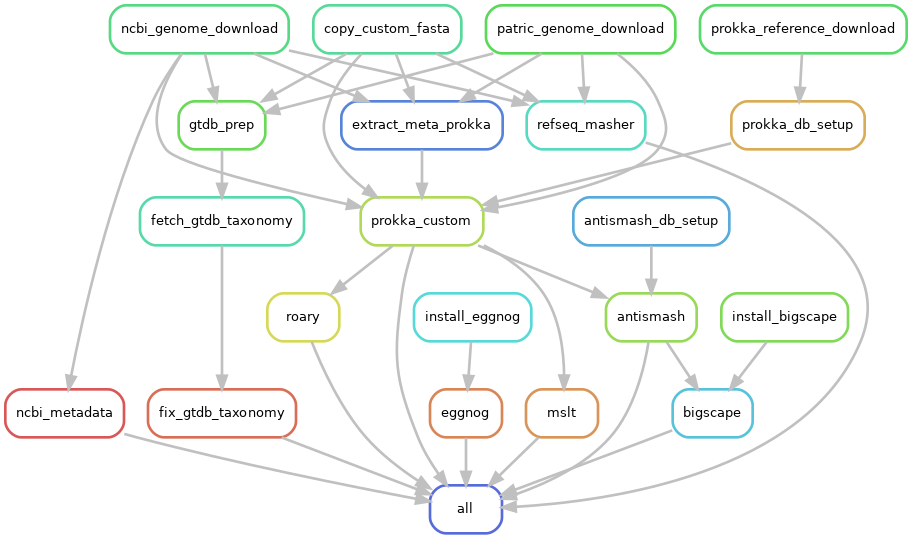 ncbi_genome_download
copy_custom_fasta
patric_genome_download
prokka_reference_download
gtdb_prep
extract_meta_prokka
refseq_masher
prokka_db_setup
fetch_gtdb_taxonomy
prokka_custom
antismash_db_setup
roary
install_eggnog
antismash
install_bigscape
ncbi_metadata
fix_gtdb_taxonomy
eggnog
mslt
bigscape
all